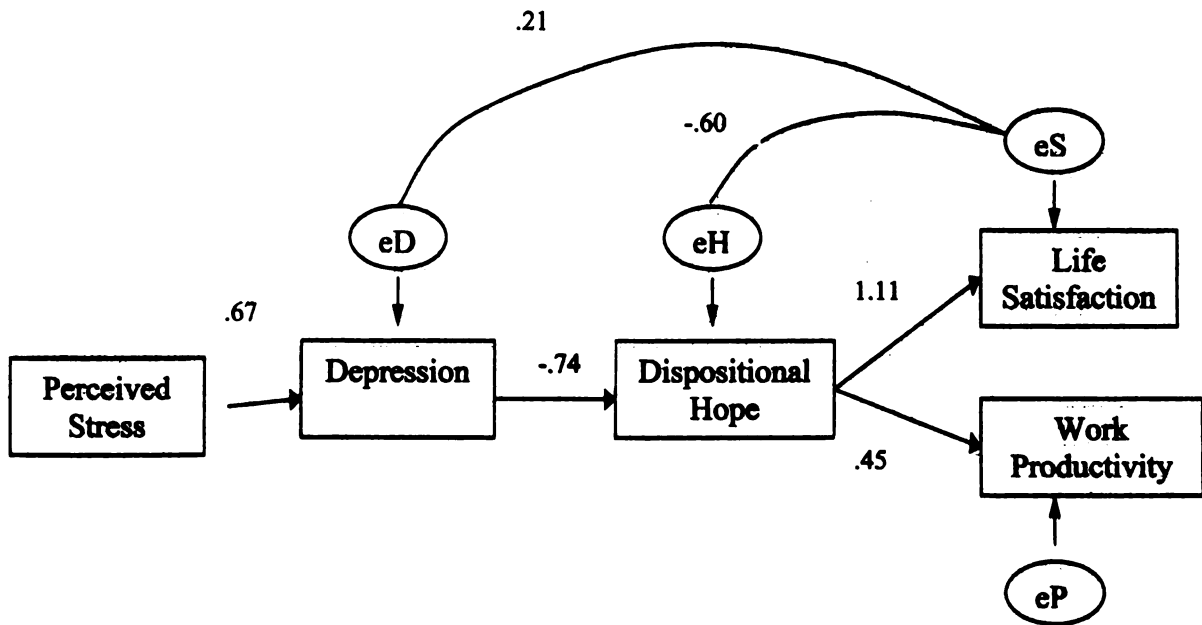 .21
-.60
eS
eD
eH
Life
Satisfaction
1.11
.67
Depression
-.74
Dispositional
Hope
Perceived
Stress
.45
Work
Productivity
eP